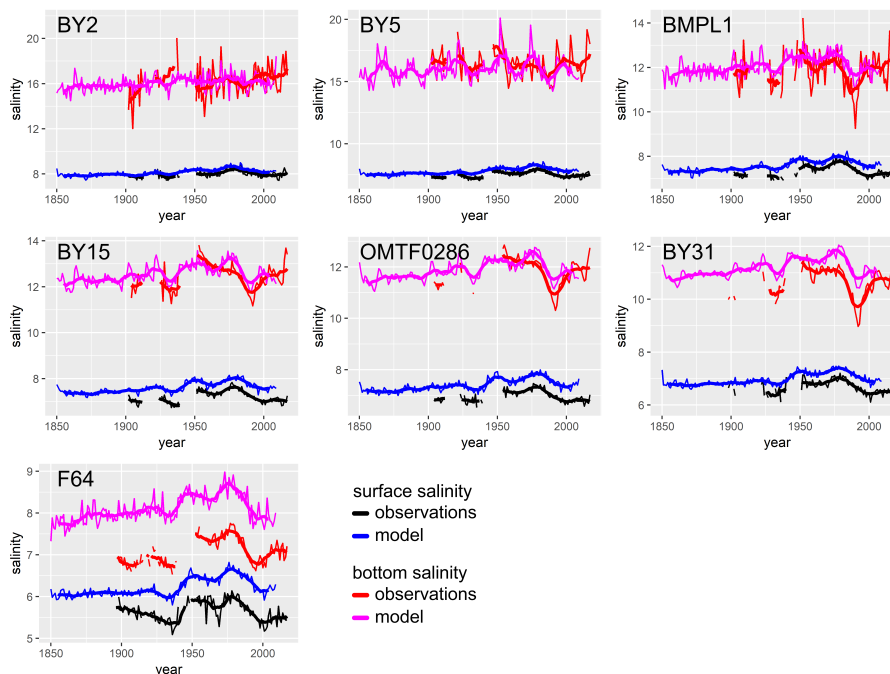 BY2
BY5
BMPL1
salinity
20
16
12
8
1850
1900
1950
2000
year
salinity
20
15
10
1850
1900
1950
2000
year
salinity
14
12
10
8
1850
1900
1950
2000
year
BY15
OMTF0286
BY31
salinity
14
12
10
8
1850
1900
1950
2000
year
salinity
12
10
8
1850
1900
1950
2000
year
salinity
12
10
8
6
1850
1900
1950
2000
year
F64
salinity
9
8
7
6
5
1850
1900
1950
2000
year
surface salinity
observations
model
bottom salinity
observations
model